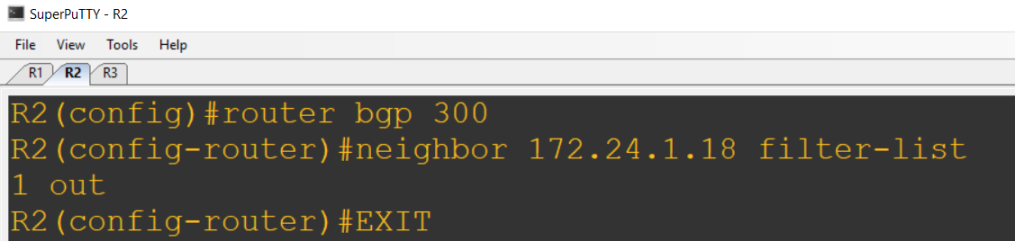 SuperPuTTY - R2
File View Tools Help
R1 R2 R3
R2(config)#router bgp 300
R2(config-router)#neighbor 172.24.1.18 filter-list
1 out
R2(config-router)#EXIT